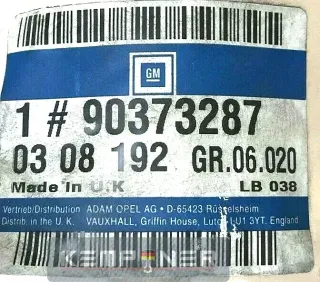 GM
1 # 90373287
03 08 192 GR.06.020
Made In U.K LB 038
Vertrieb/Distribution ADAM OPEL AG • D-65423 Rüsselsheim
Distrib. in the U.K. VAUXHALL, Griffin House, Luton LU1 3YT. England
KEMPTNER